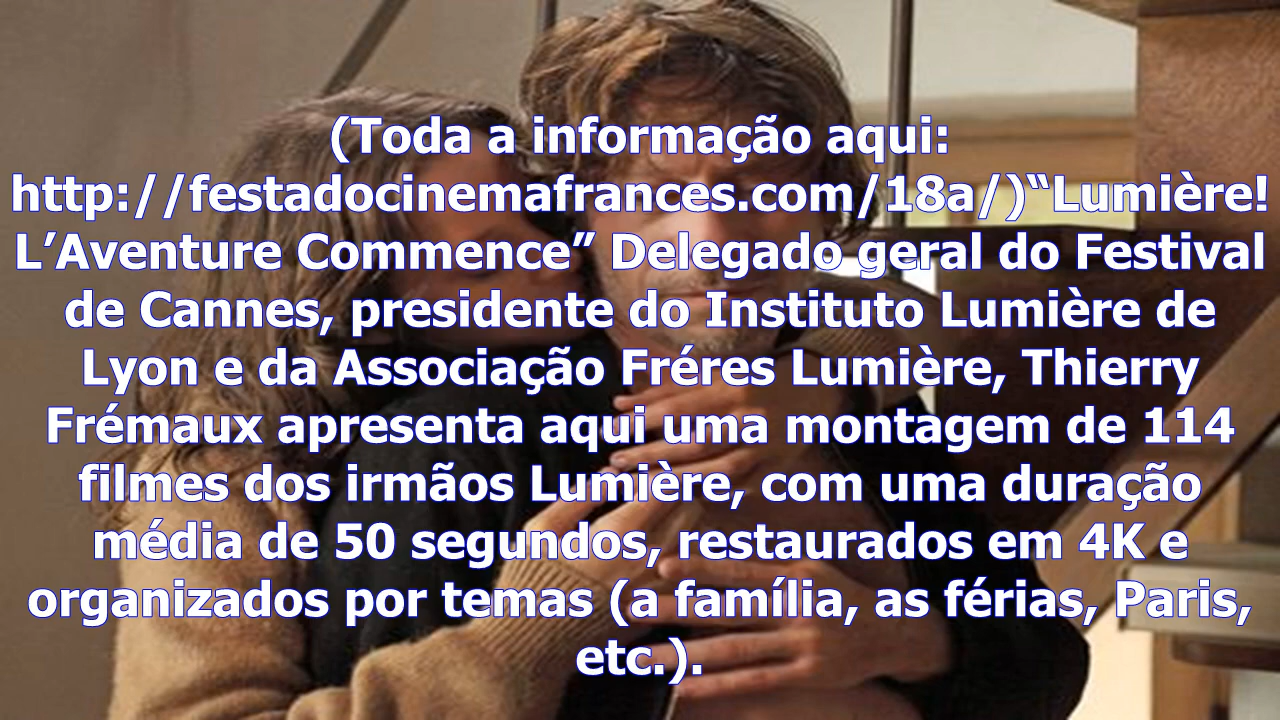 (Toda a informação aqui:
http://festadocinemafrances.com/18a/)“Lumière!
L’Aventure Commence” Delegado geral do Festival
de Cannes, presidente do Instituto Lumière de
Lyon e da Associação Fréres Lumière, Thierry
Frémaux apresenta aqui uma montagem de 114
filmes dos irmãos Lumière, com uma duração
média de 50 segundos, restaurados em 4K e
organizados por temas (a família, as férias, Paris,
etc.).